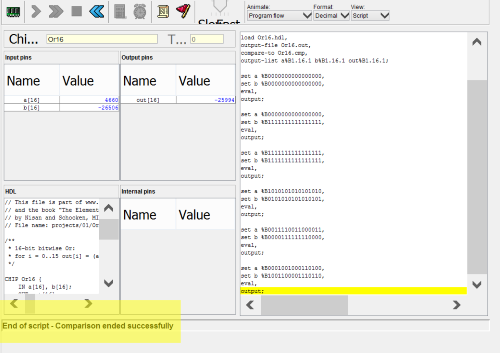 Animate:
Format:
View:
Program flow
Decimal
Script
Chi...
Or16
T...
0
Input pins
Output pins
Name
Value
Name
Value
a[16]
4660
out[16]
-25994
b[16]
-26506
HDL
Internal pins
Name
Value
// This file is part of www.
// and the book "The Element
// by Nisan and Schocken, MI
// File name: projects/01/Or
/**
* 16-bit bitwise Or:
* for i = 0..15 out[i] = (a
*/
CHIP Or16 {
IN a[16], b[16];
load Or16.hdl,
output-file Or16.out,
compare-to Or16.cmp,
output-list a%B1.16.1 b%B1.16.1 out%B1.16.1;
set a %B0000000000000000,
set b %B0000000000000000,
eval,
output;
set a %B0000000000000000,
set b %B1111111111111111,
eval,
output;
set a %B1111111111111111,
set b %B1111111111111111,
eval,
output;
set a %B1010101010101010,
set b %B0101010101010101,
eval,
output;
set a %B0011110011000011,
set b %B0000111111110000,
eval,
output;
set a %B0001001000110100,
set b %B1001100001110110,
eval,
output;
End of script - Comparison ended successfully